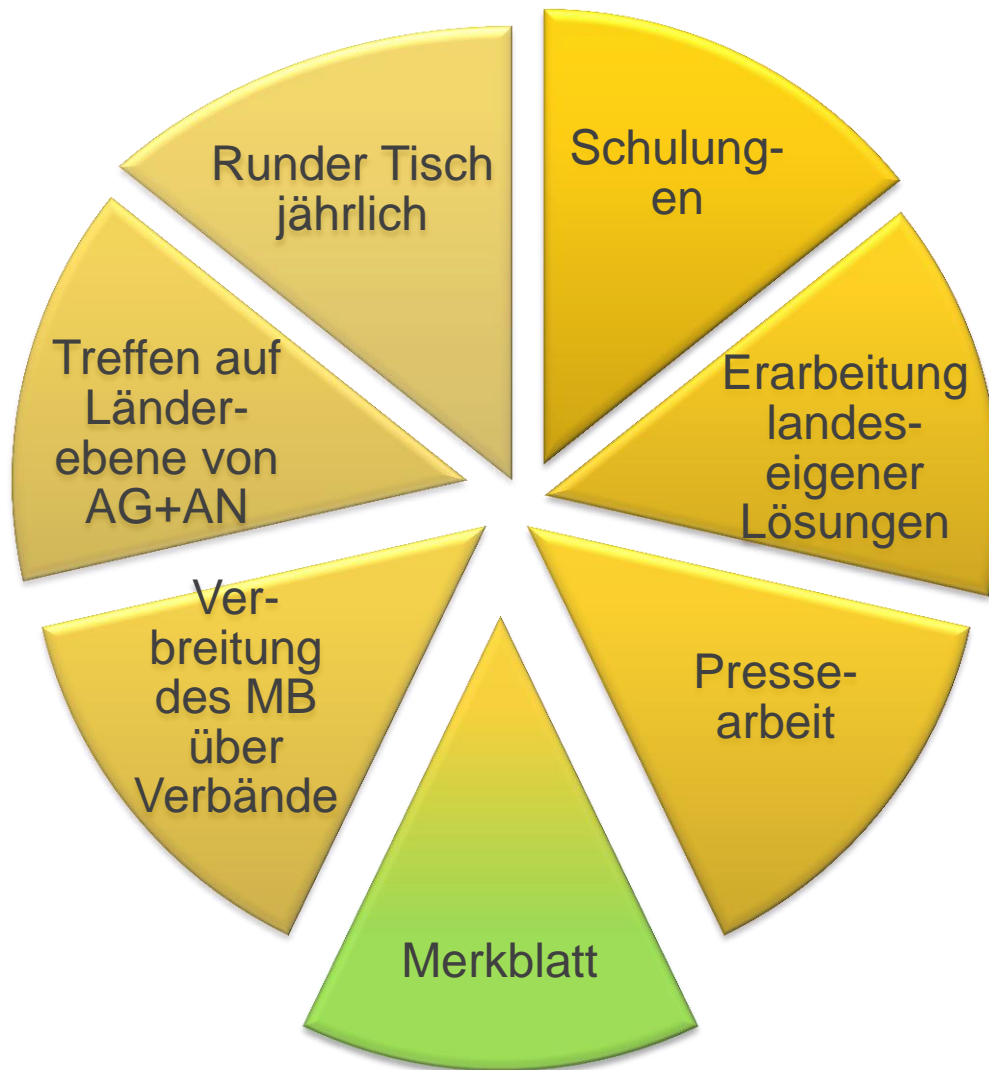 Schulung-
en
Erarbeitung
landes-
eigener
Lösungen
Presse-
arbeit
Merkblatt
Ver-
breitung
des MB
über
Verbände
Treffen auf
Länder-
ebene von
AG+AN
Runder Tisch
jährlich